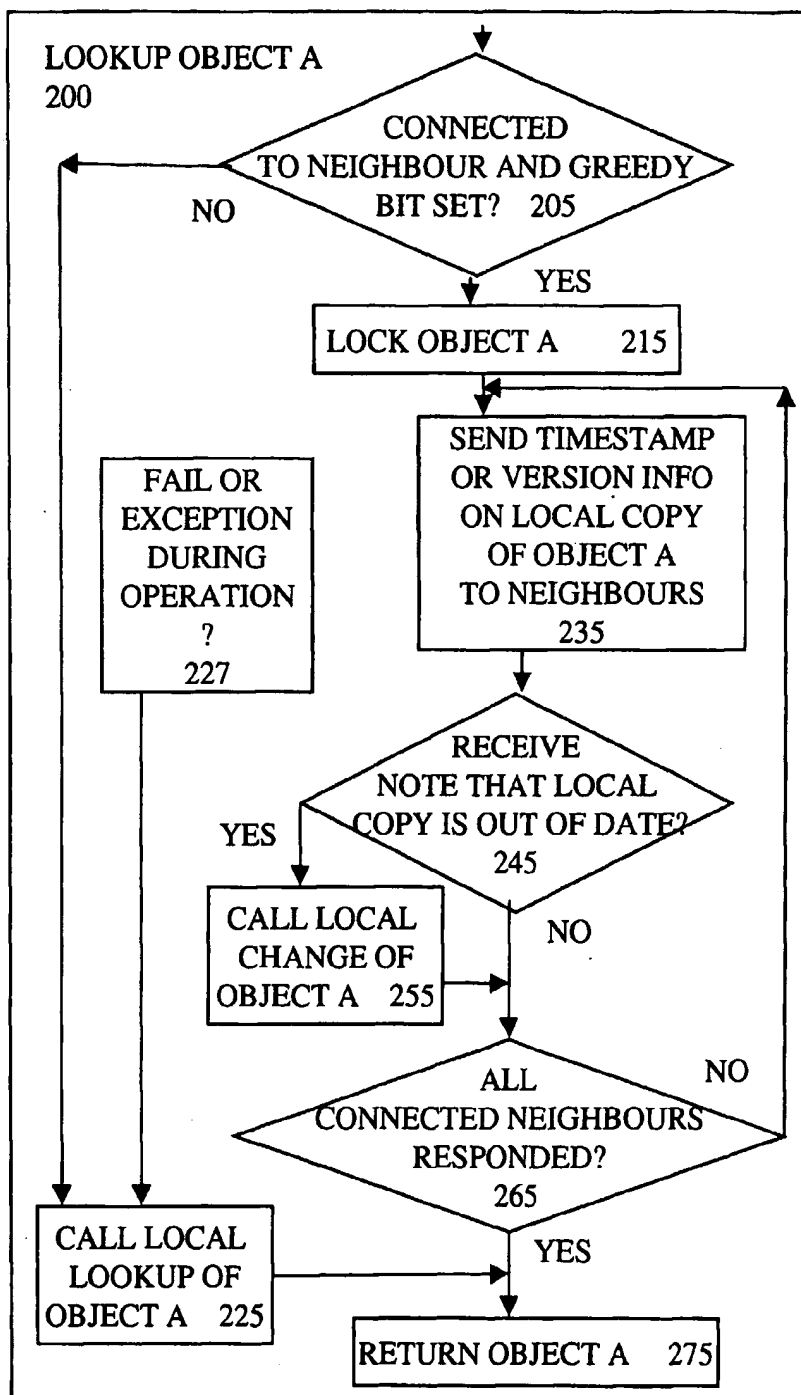 LOOKUP OBJECT A
200
CONNECTED
TO NEIGHBOUR AND GREEDY
BIT SET? 205
NO
YES
LOCK OBJECT A 215
SEND TIMESTAMP
OR VERSION INFO
ON LOCAL COPY
OF OBJECT A
TO NEIGHBOURS
235
FAIL OR
EXCEPTION
DURING
OPERATION
?
227
RECEIVE
NOTE THAT LOCAL
COPY IS OUT OF DATE?
245
YES
NO
CALL LOCAL
CHANGE OF
OBJECT A 255
ALL
CONNECTED NEIGHBOURS
RESPONDED?
265
NO
YES
CALL LOCAL
LOOKUP OF
OBJECT A 225
RETURN OBJECT A 275